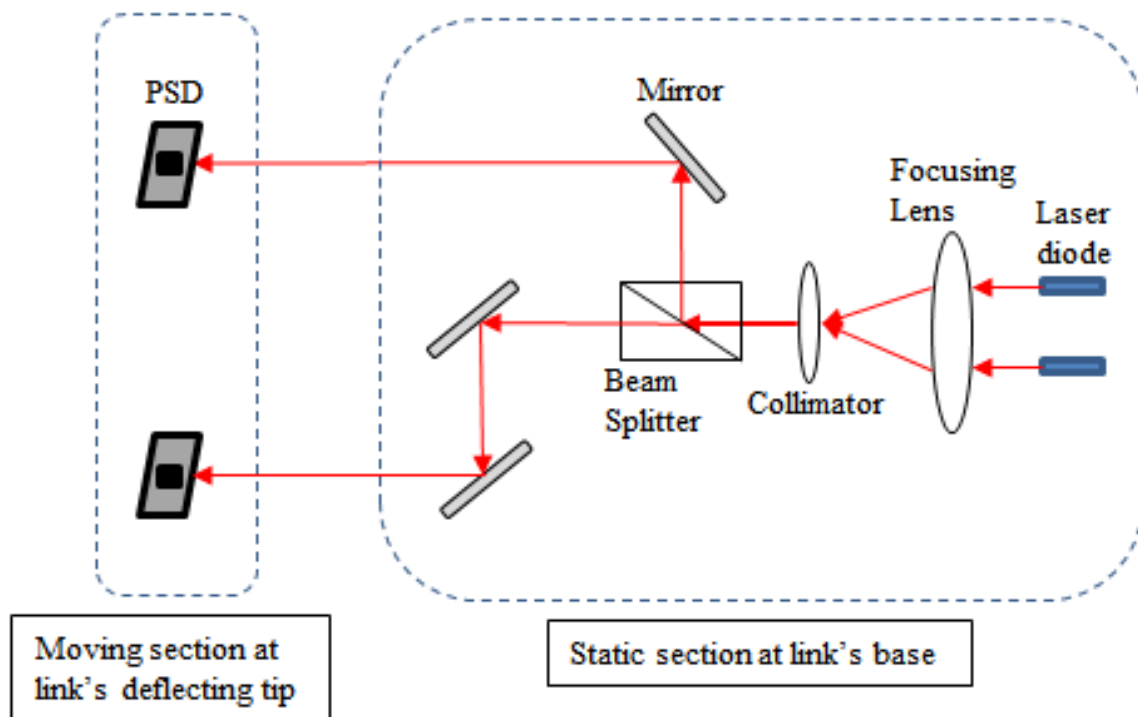 PSD
Mirror
Focusing
Lens
Laser
diode
Beam
Splitter
Collimator
Moving section at
link's deflecting tip
Static section at link's base